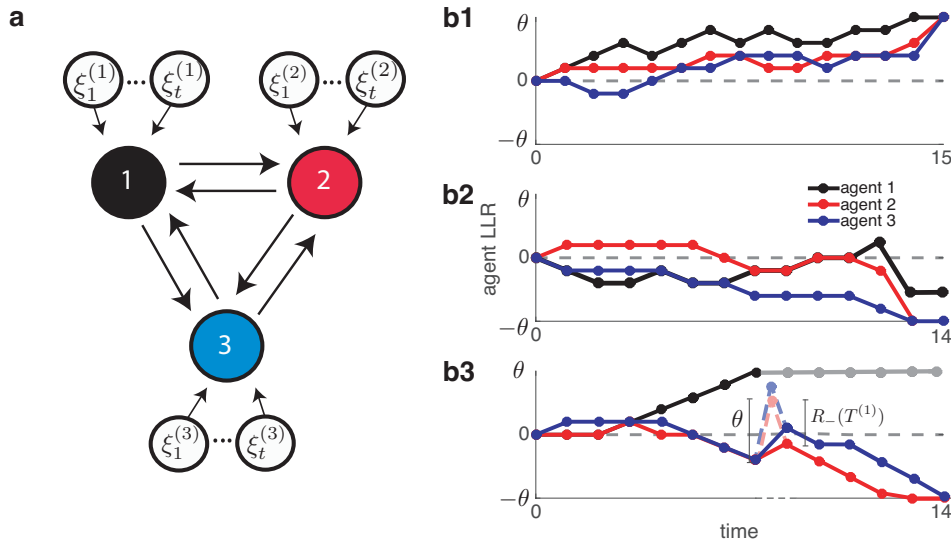 a
ξ₁⁽¹⁾ ... ξₜ⁽¹⁾
ξ₁⁽²⁾ ... ξₜ⁽²⁾
1
2
3
ξ₁⁽³⁾ ... ξₜ⁽³⁾
b1
θ
0
−θ
0
15
b2
agent LLR
θ
0
−θ
agent 1
agent 2
agent 3
0
14
b3
θ
0
−θ
θ
R₋(T⁽¹⁾)
0
14
time